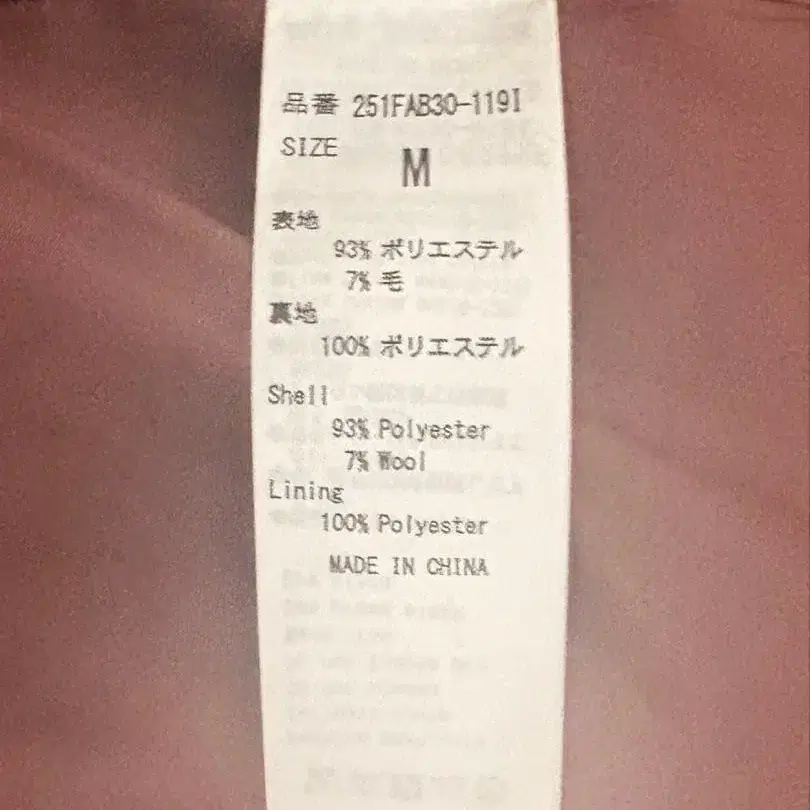 品番 251FAB30-119I
SIZE
M
表地
93% ポリエステル
7% 毛
裏地
100% ポリエステル
Shell
93% Polyester
7% Wool
Lining
100% Polyester
MADE IN CHINA